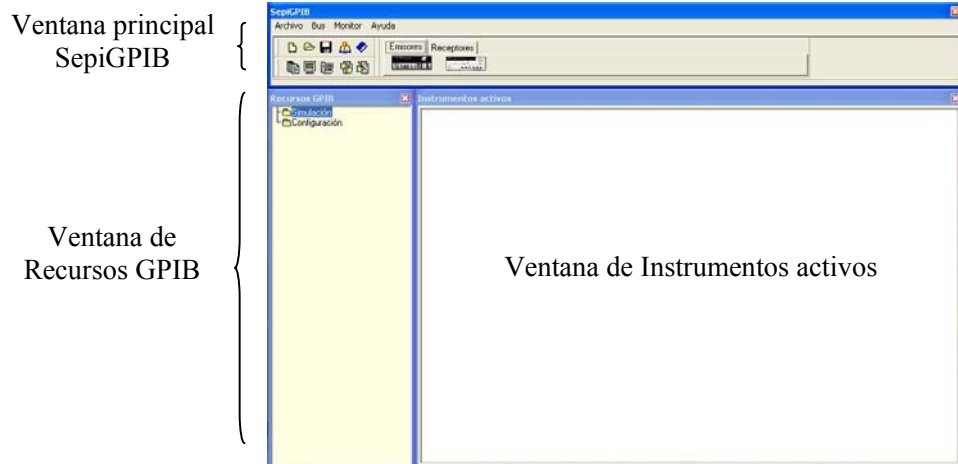 Ventana principal
SepiGPIB
SepiGPIB
Archivo Bus Monitor Ayuda
Emisores Receptores
Recursos GPIB
Instrumentos activos
Simulación
Configuración
Ventana de
Recursos GPIB
Ventana de Instrumentos activos